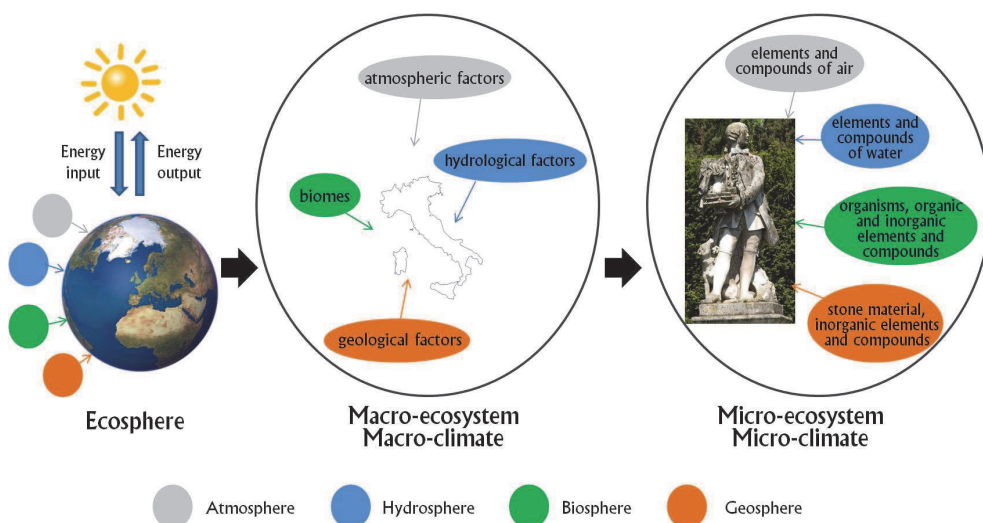 Energy
input
Energy
output
Ecosphere
atmospheric factors
hydrological factors
biomes
geological factors
Macro-ecosystem
Macro-climate
elements and
compounds of air
elements and
compounds
of water
organisms, organic
and inorganic
elements and
compounds
stone material,
inorganic elements
and compounds
Micro-ecosystem
Micro-climate
Atmosphere
Hydrosphere
Biosphere
Geosphere